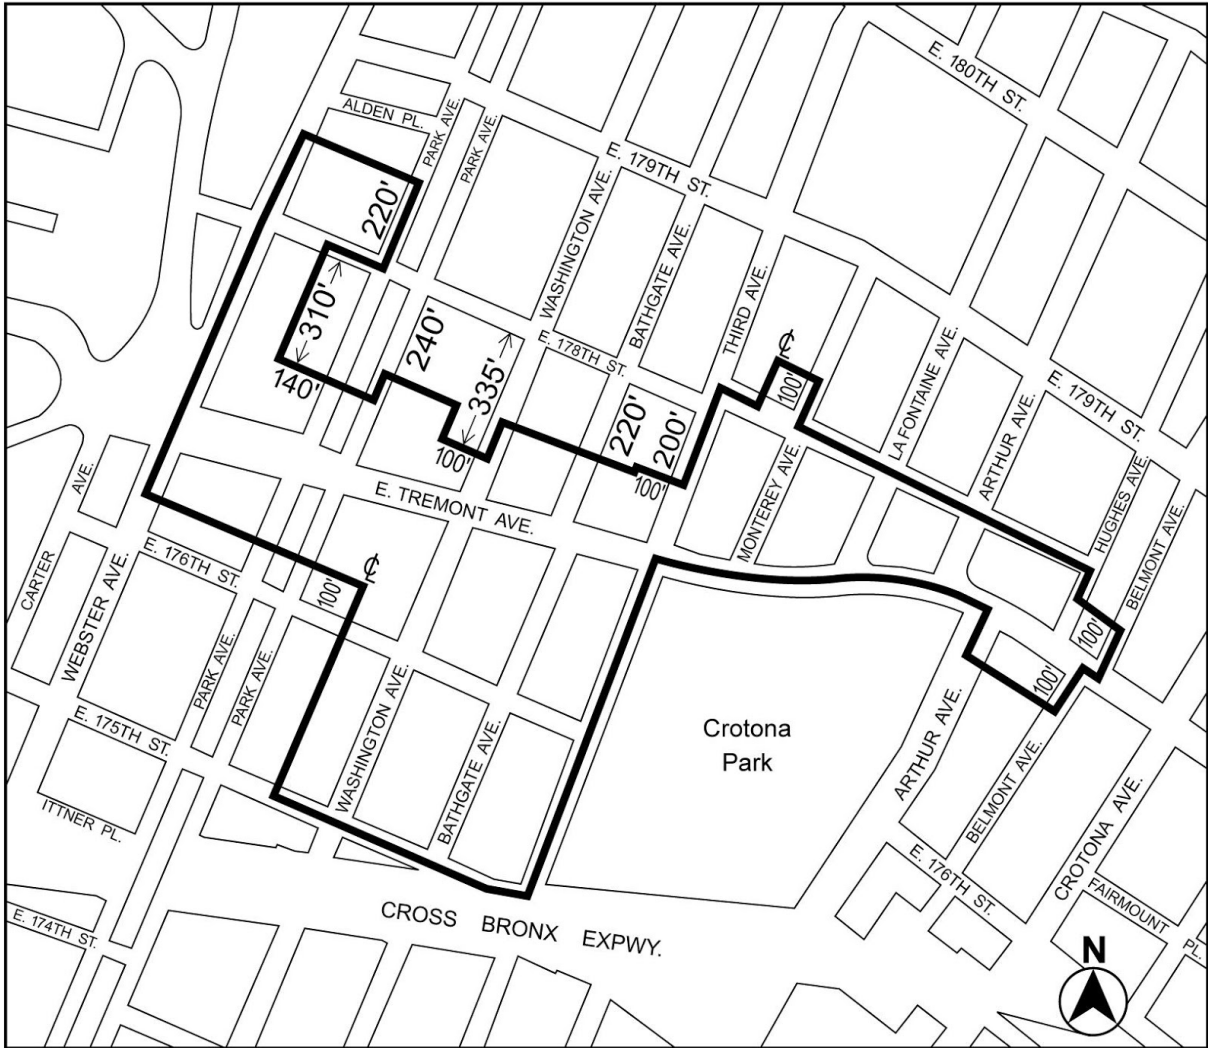 E. 180TH ST.
ALDEN PL.
PARK AVE.
PARK AVE.
E. 179TH ST.
WASHINGTON AVE.
220'
BATHGATE AVE.
THIRD AVE.
310'
240'
E. 178TH ST.
335'
℄
100'
LA FONTAINE AVE.
E. 179TH ST.
140'
220'
200'
100'
100'
ARTHUR AVE.
MONTEREY AVE.
HUGHES AVE.
BELMONT AVE.
E. TREMONT AVE.
CARTER AVE.
WEBSTER AVE.
E. 176TH ST.
℄
100'
100'
100'
PARK AVE.
PARK AVE.
WASHINGTON AVE.
BATHGATE AVE.
Crotona
Park
ARTHUR AVE.
BELMONT AVE.
CROTONA AVE.
E. 175TH ST.
ITTNER PL.
E. 176TH ST.
FAIRMOUNT PL.
CROSS BRONX EXPWY.
E. 174TH ST.
N